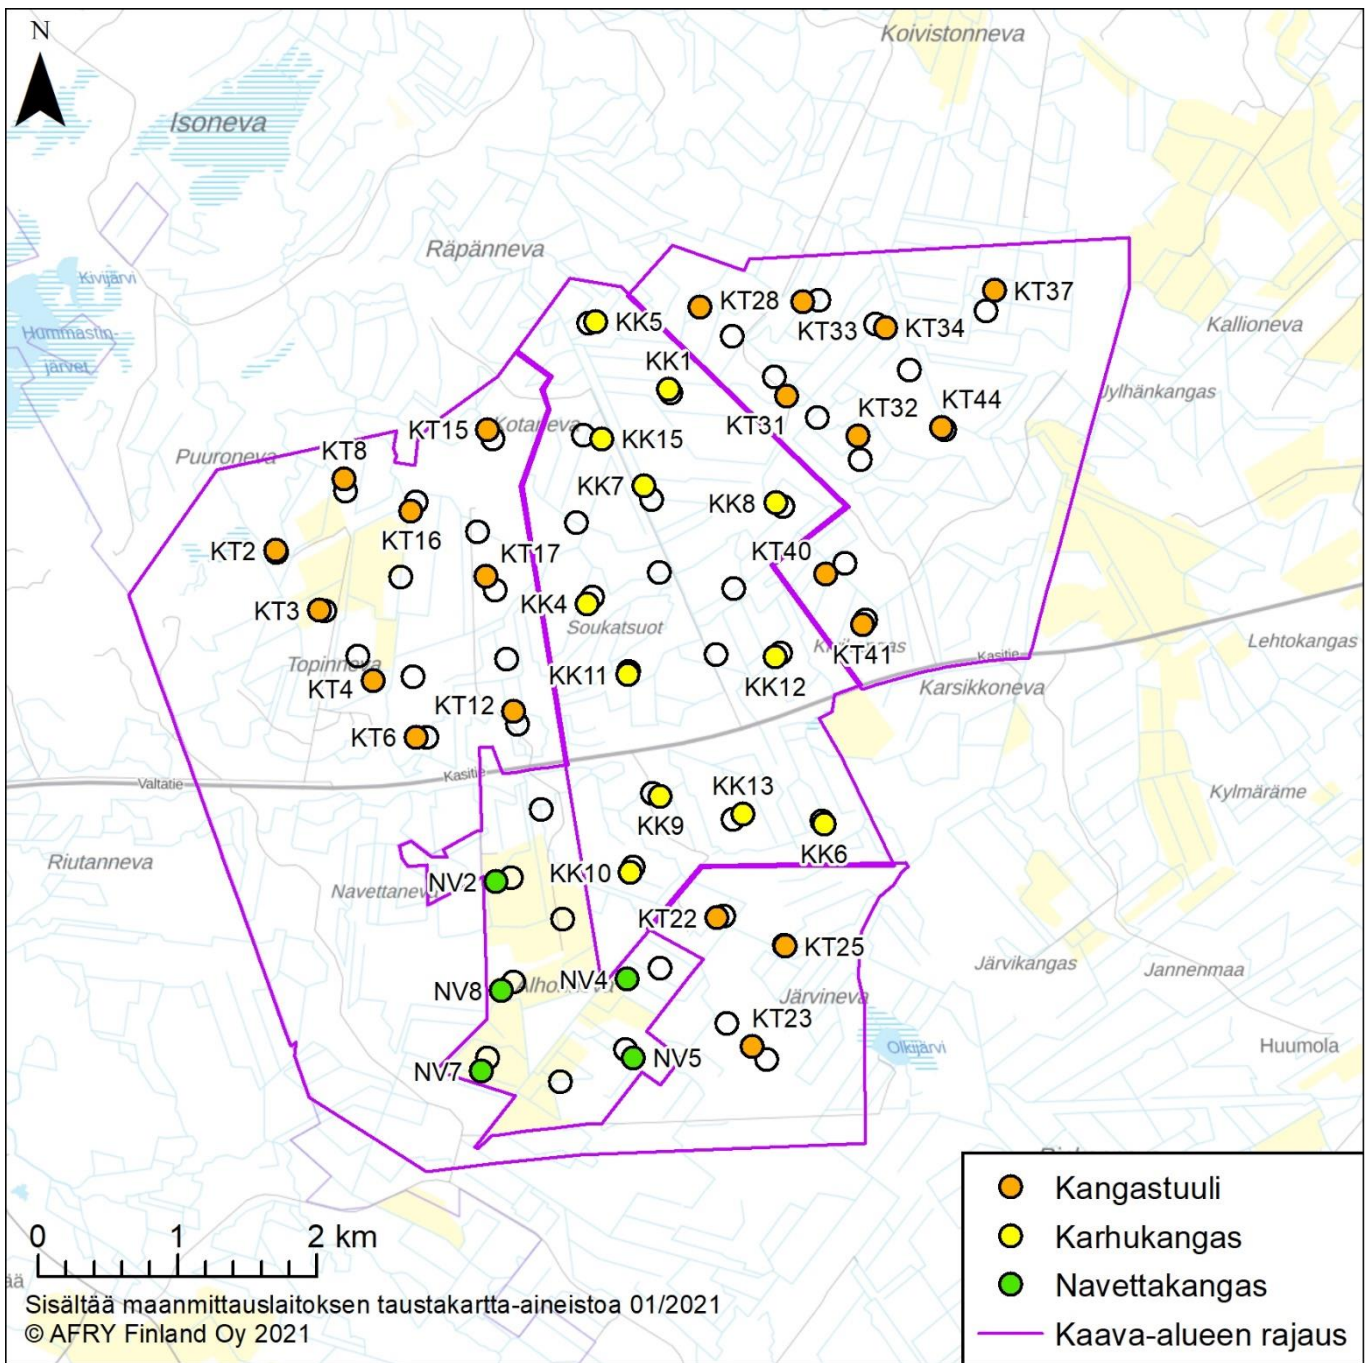 N
Koivistonneva
Isoneva
Räpänneva
Kivijärvi
Hummastin-
järvet
Kallioneva
Jylhänkangas
KT37
KT28
KT33
KT34
KK5
KK1
KT31
KT32
KT44
KT15
Kotaneva
KK15
Puuroneva
KT8
KK7
KK8
KT16
KT2
KT17
KT40
KT3
KK4
Soukatsuot
Topinneva
KT4
KK11
KK12
KT41
Kasitie
Lehtokangas
Karsikkoneva
KT12
KT6
Valtatie
Kasitie
Kylmäräme
KK9
KK13
KK6
Riutanneva
Navettaneva
NV2
KK10
KT22
KT25
NV8
NV4
Järvikangas
Jannenmaa
Järvineva
KT23
Olkijärvi
Huumola
NV7
NV5
0 1 2 km
Kangastuuli
Karhukangas
Navettakangas
Kaava-alueen rajaus
Sisältää maanmittauslaitoksen taustakartta-aineistoa 01/2021
© AFRY Finland Oy 2021